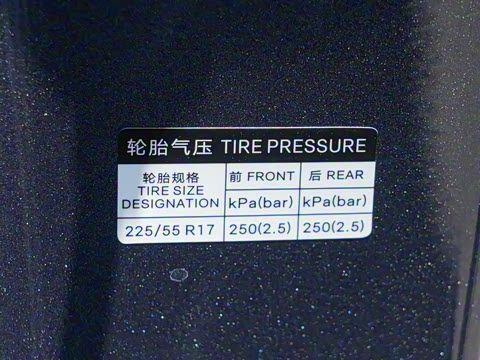 轮胎气压 TIRE PRESSURE
轮胎规格
TIRE SIZE
DESIGNATION
前 FRONT
后 REAR
kPa(bar)
kPa(bar)
225/55 R17
250(2.5)
250(2.5)